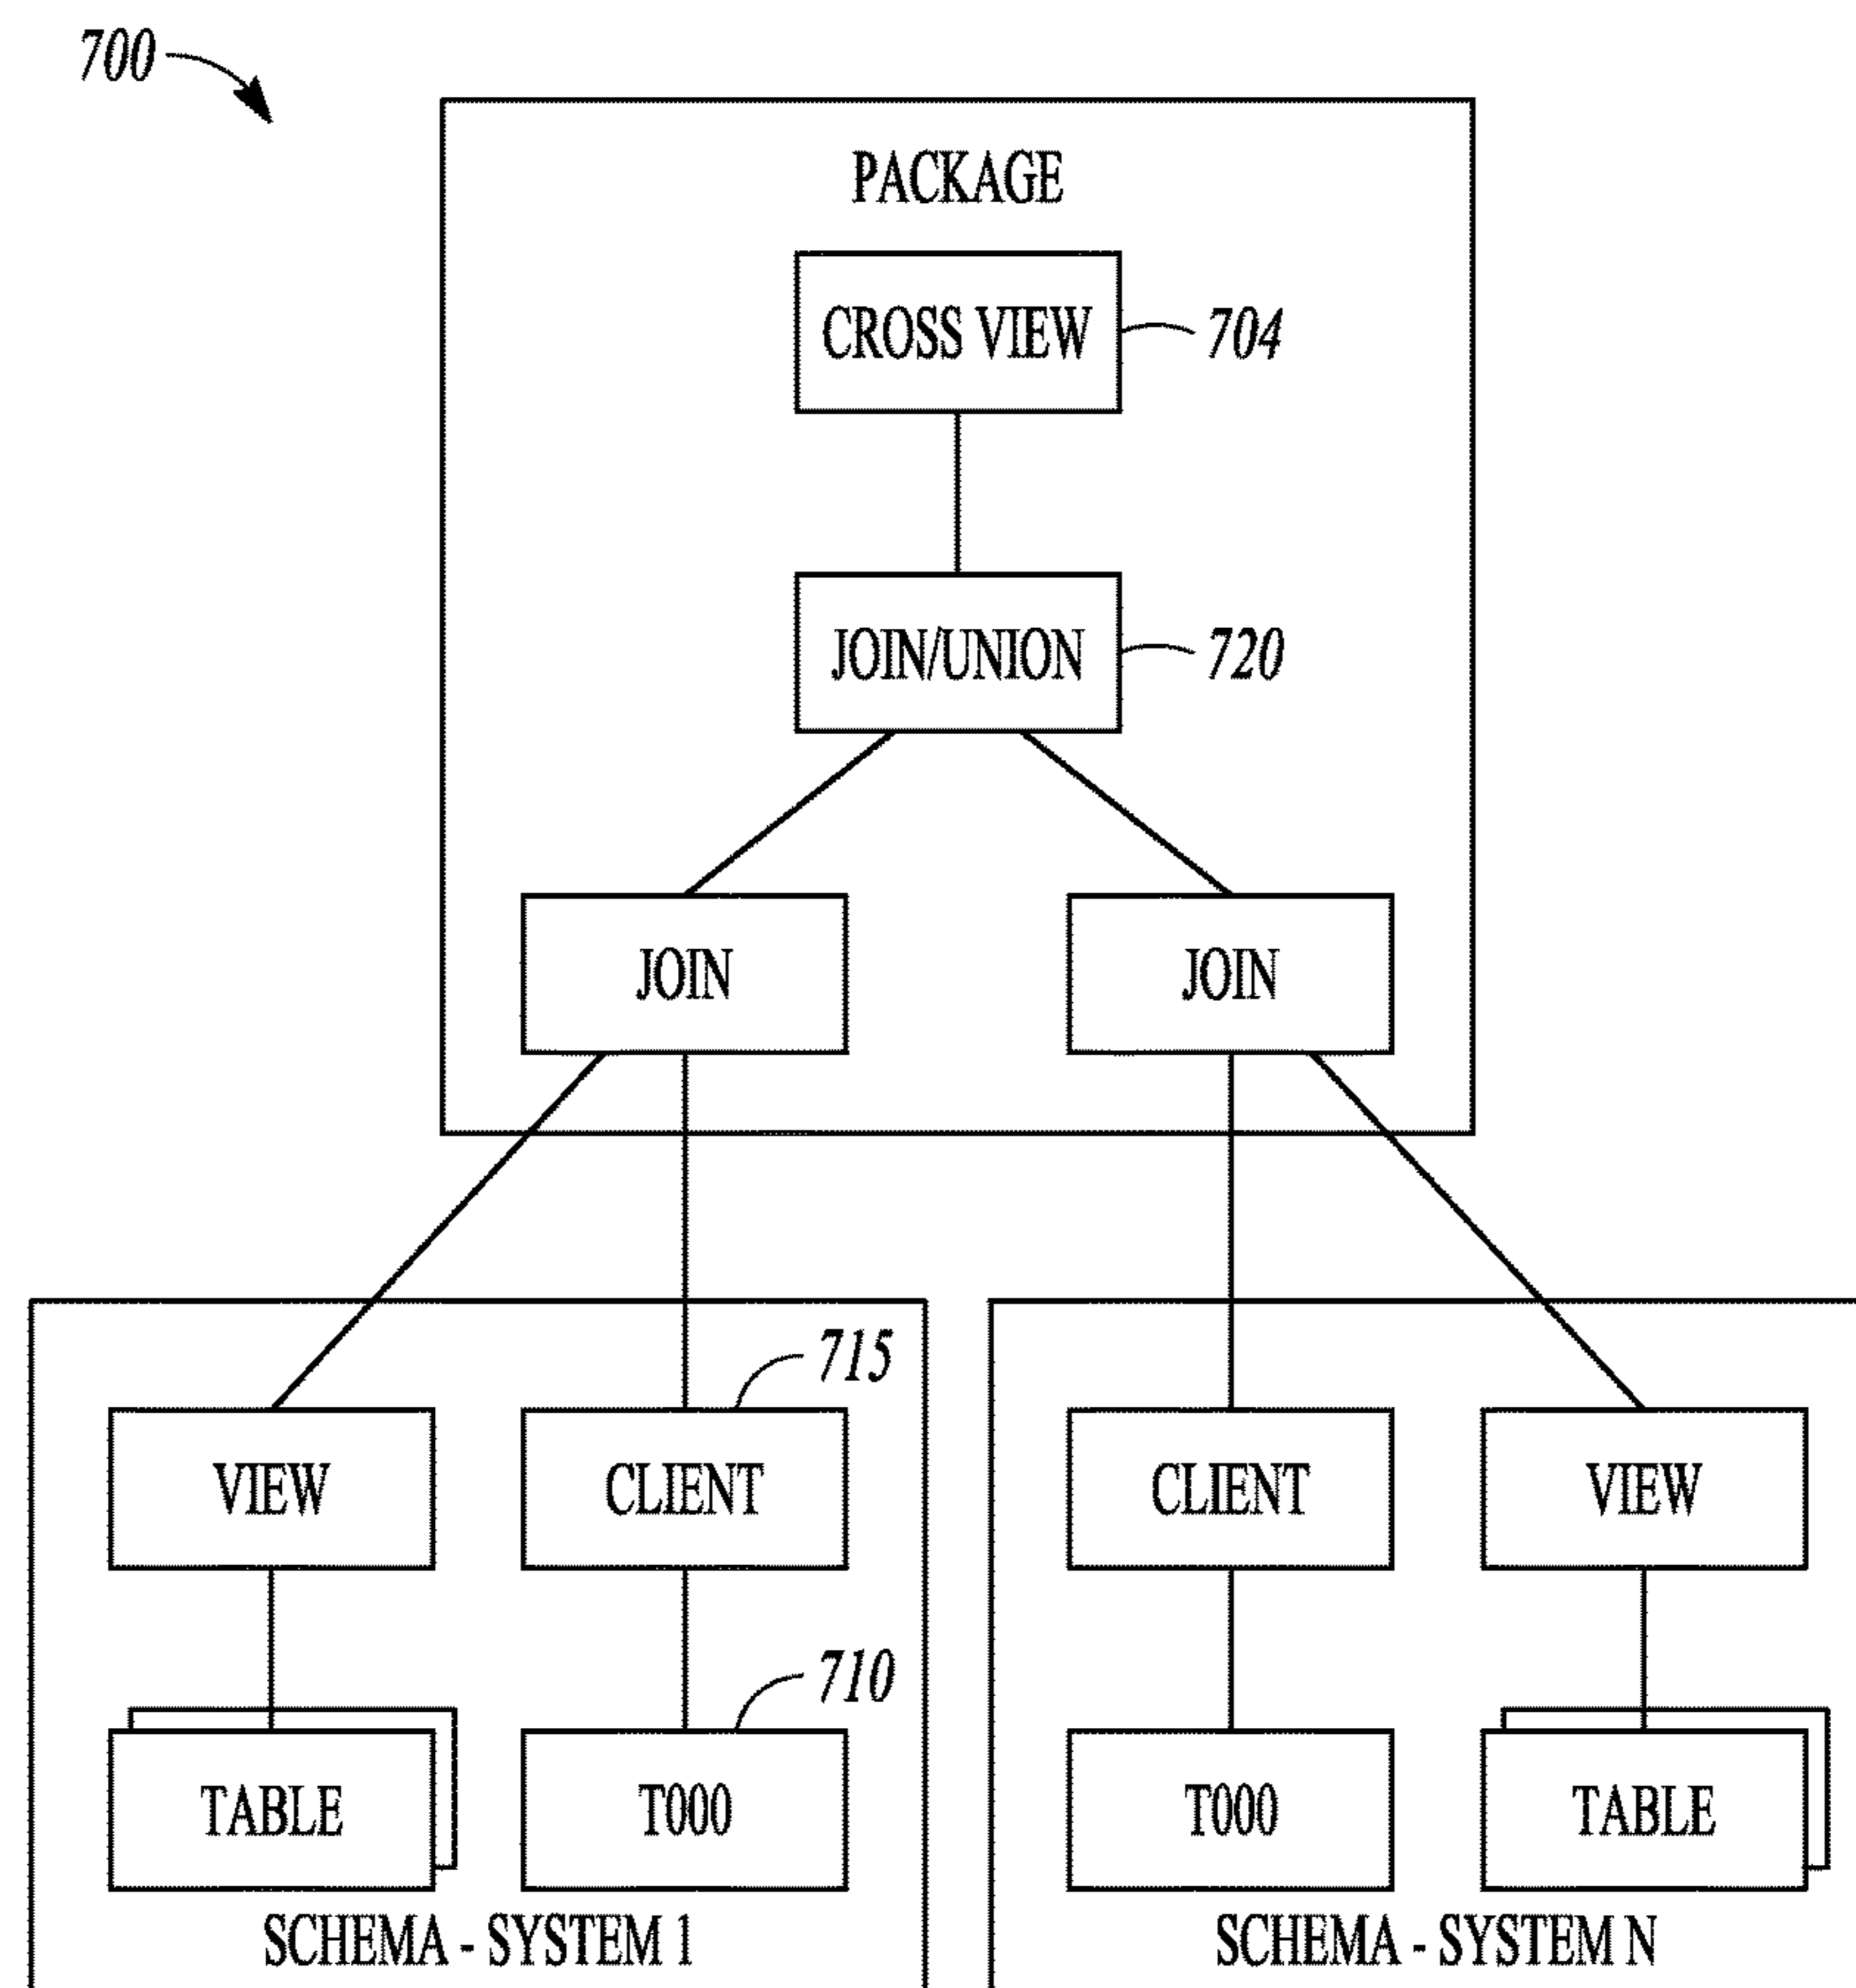 700
PACKAGE
CROSS VIEW
704
JOIN/UNION
720
JOIN
JOIN
715
VIEW
CLIENT
CLIENT
VIEW
710
TABLE
T000
T000
TABLE
SCHEMA - SYSTEM 1
SCHEMA - SYSTEM N